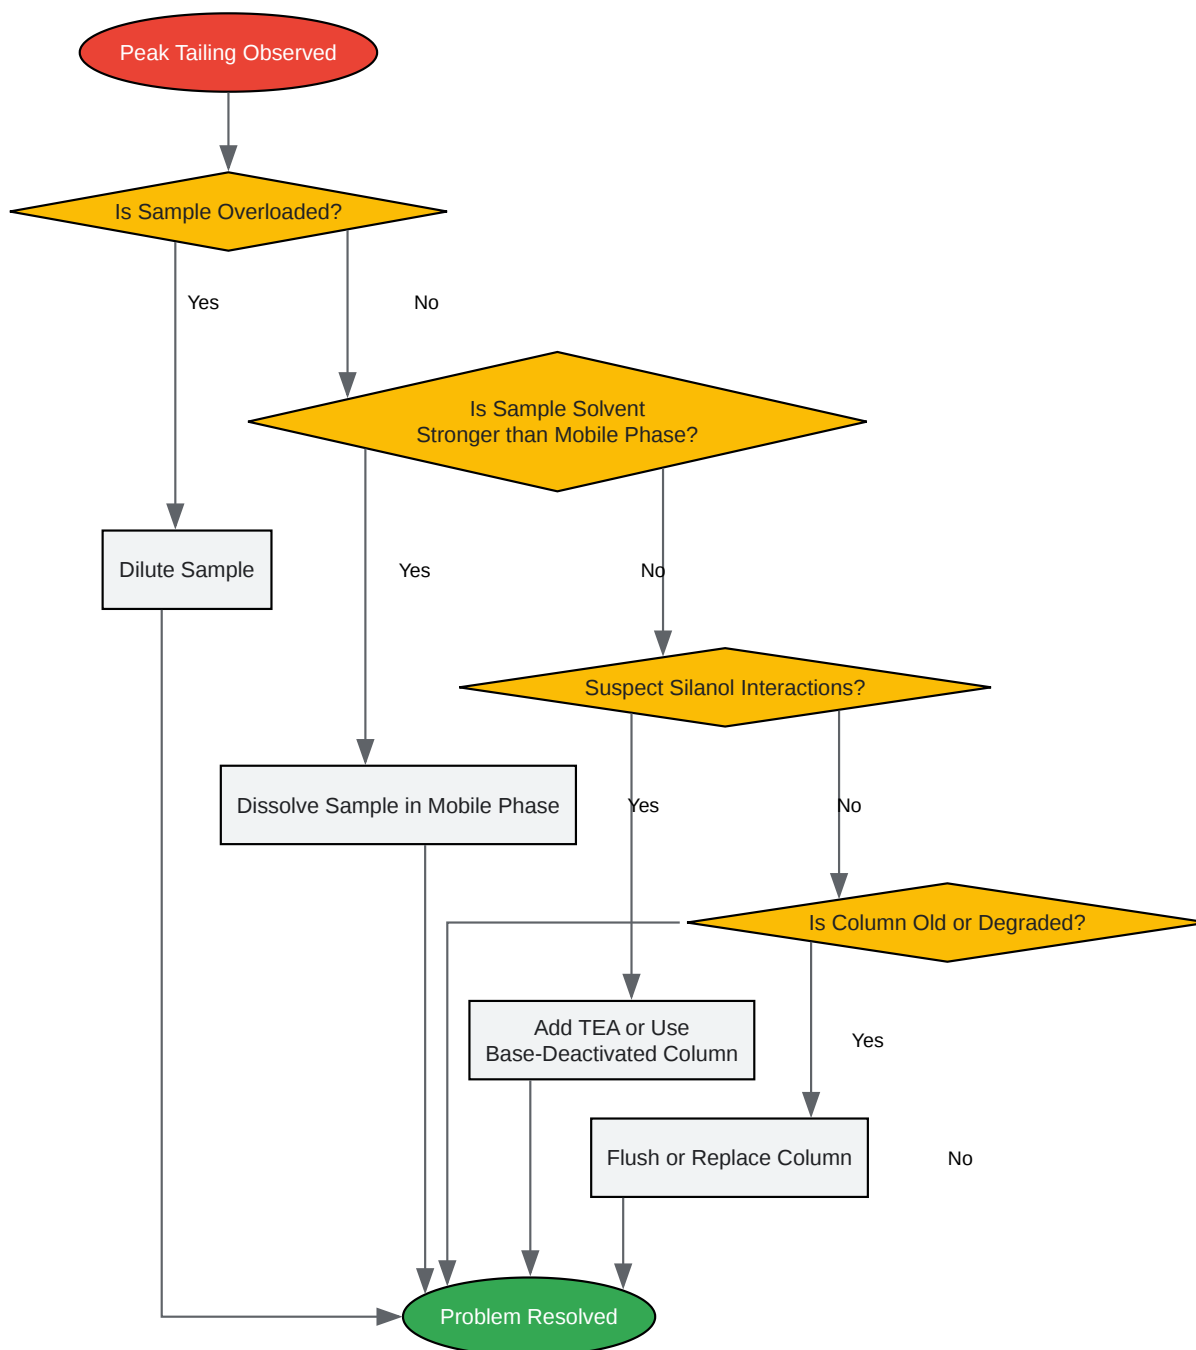 Peak Tailing Observed
Is Sample Overloaded?
Yes
No
Is Sample Solvent
Stronger than Mobile Phase?
Dilute Sample
Yes
No
Suspect Silanol Interactions?
Dissolve Sample in Mobile Phase
Yes
No
Is Column Old or Degraded?
Add TEA or Use
Base-Deactivated Column
Yes
Flush or Replace Column
No
Problem Resolved